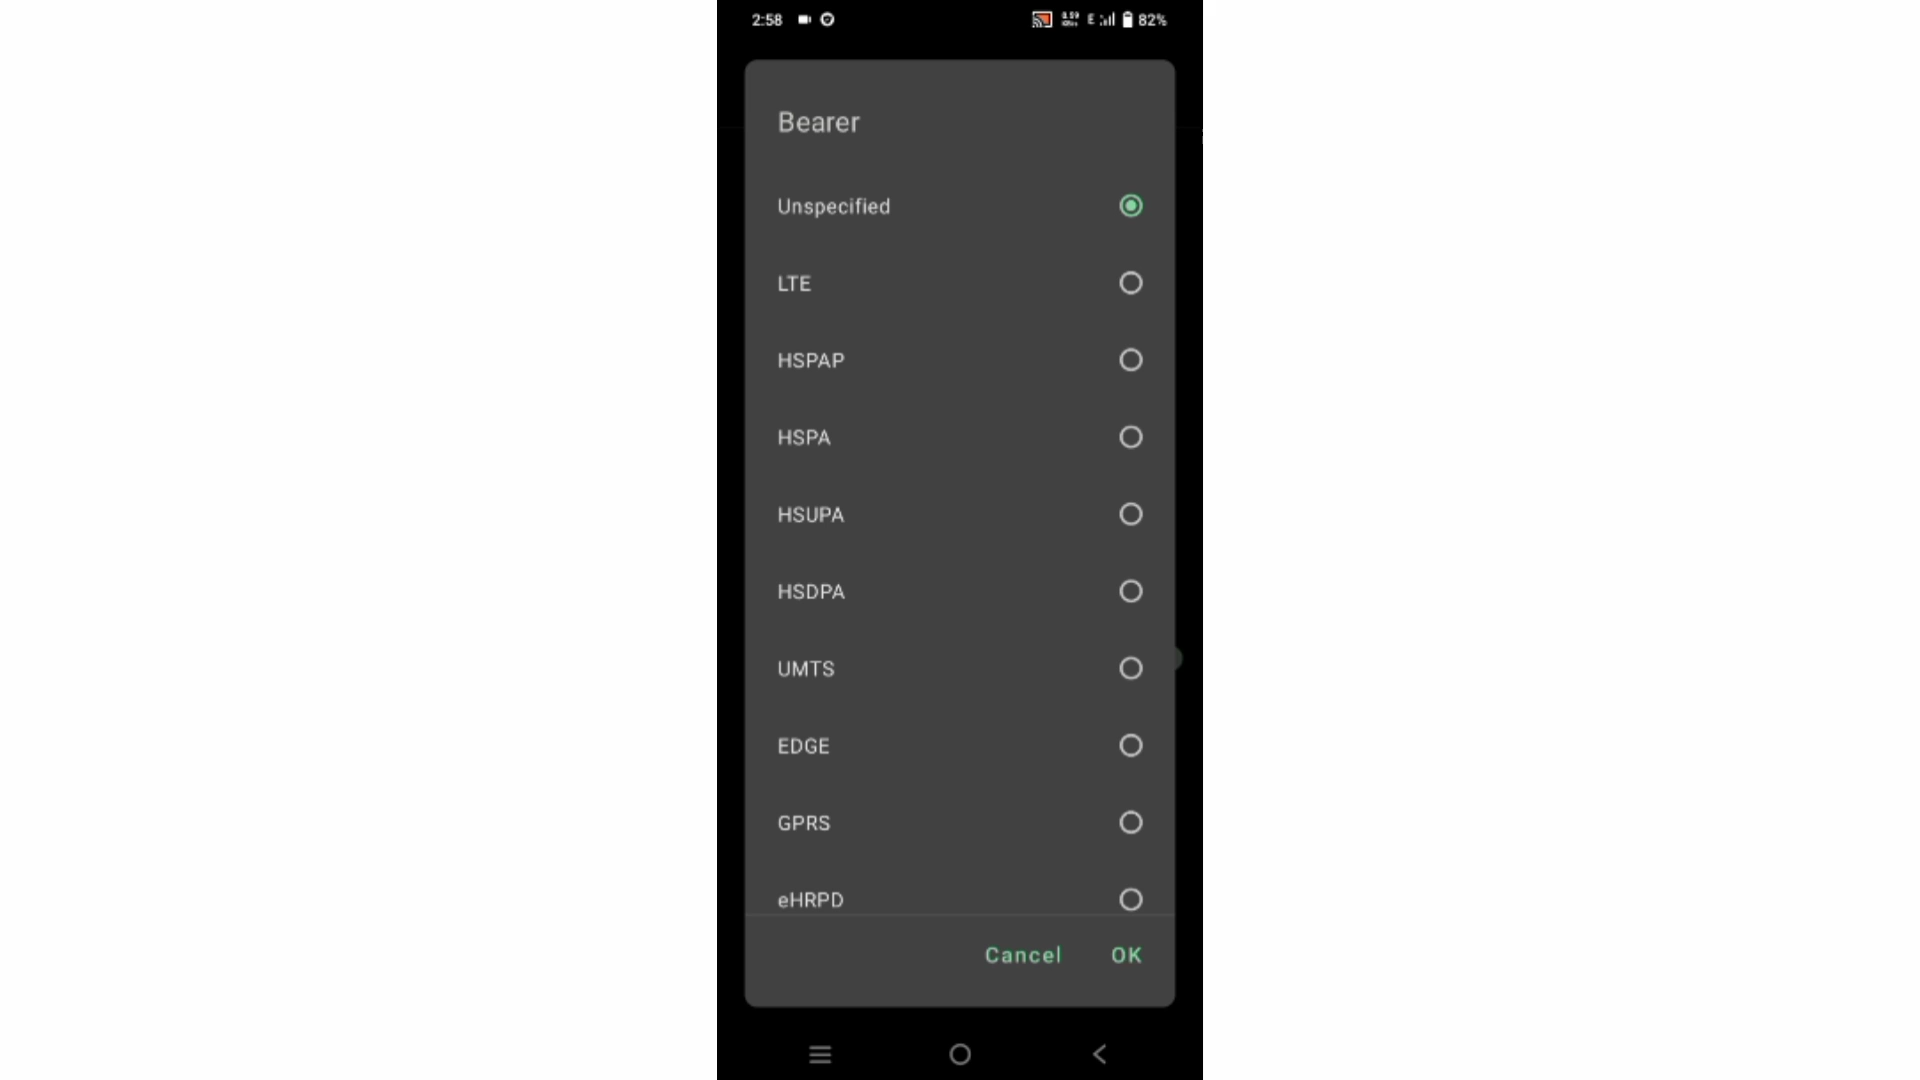 2:58 E 82%
Bearer
Unspecified
LTE
HSPAP
HSPA
HSUPA
HSDPA
UMTS
EDGE
GPRS
eHRPD
Cancel OK